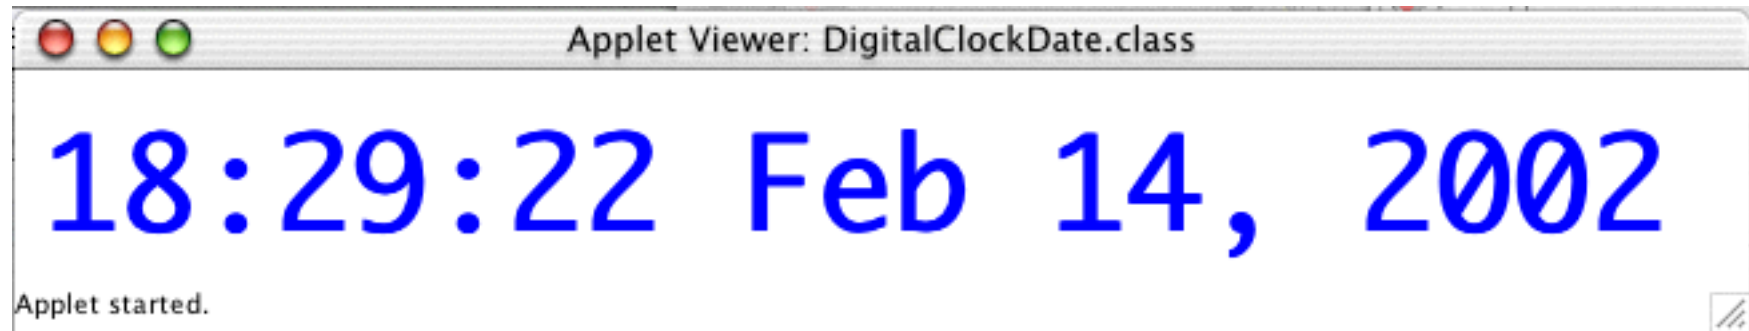 Applet Viewer: DigitalClockDate.class
18:29:22 Feb 14, 2002
Applet started.